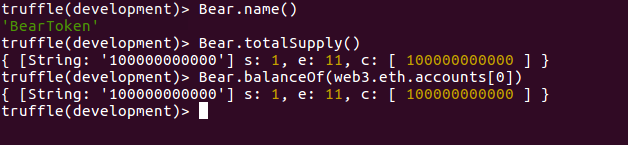 truffle(development)> Bear.name()
'BearToken'
truffle(development)> Bear.totalSupply()
{ [String: '100000000000'] s: 1, e: 11, c: [ 100000000000 ] }
truffle(development)> Bear.balanceOf(web3.eth.accounts[0])
{ [String: '100000000000'] s: 1, e: 11, c: [ 100000000000 ] }
truffle(development)>